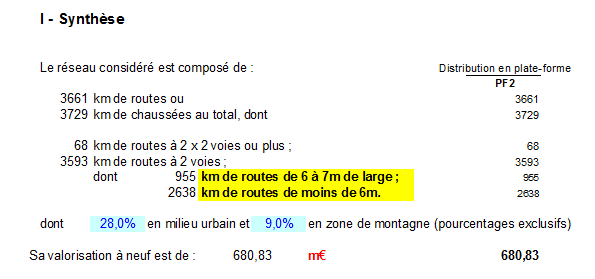 I - Synthèse
Le réseau considéré est composé de : Distribution en plate-forme
PF2
3661 km de routes ou 3661
3729 km de chaussées au total, dont 3729
68 km de routes à 2 x 2 voies ou plus ; 68
3593 km de routes à 2 voies ; 3593
dont 955 km de routes de 6 à 7m de large ; 955
2638 km de routes de moins de 6m. 2638
dont 28,0% en milieu urbain et 9,0% en zone de montagne (pourcentages exclusifs)
Sa valorisation à neuf est de : 680,83 m€ 680,83